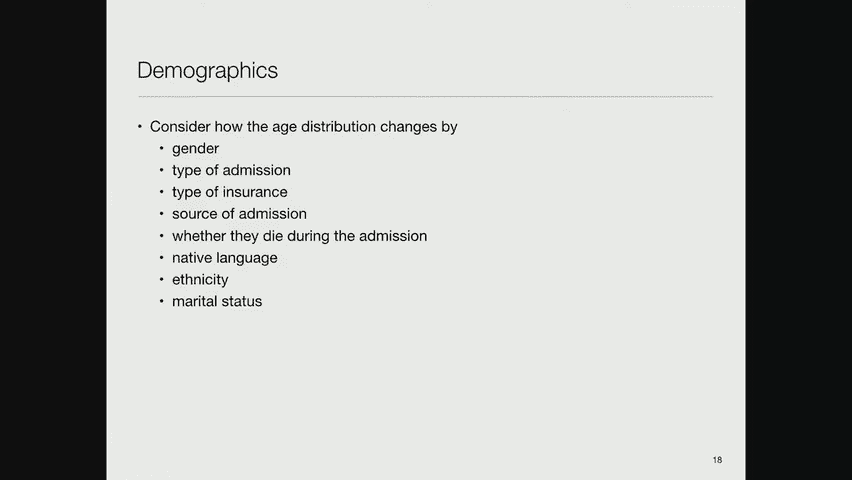 Demographics
• Consider how the age distribution changes by
• gender
• type of admission
• type of insurance
• source of admission
• whether they die during the admission
• native language
• ethnicity
• marital status
18